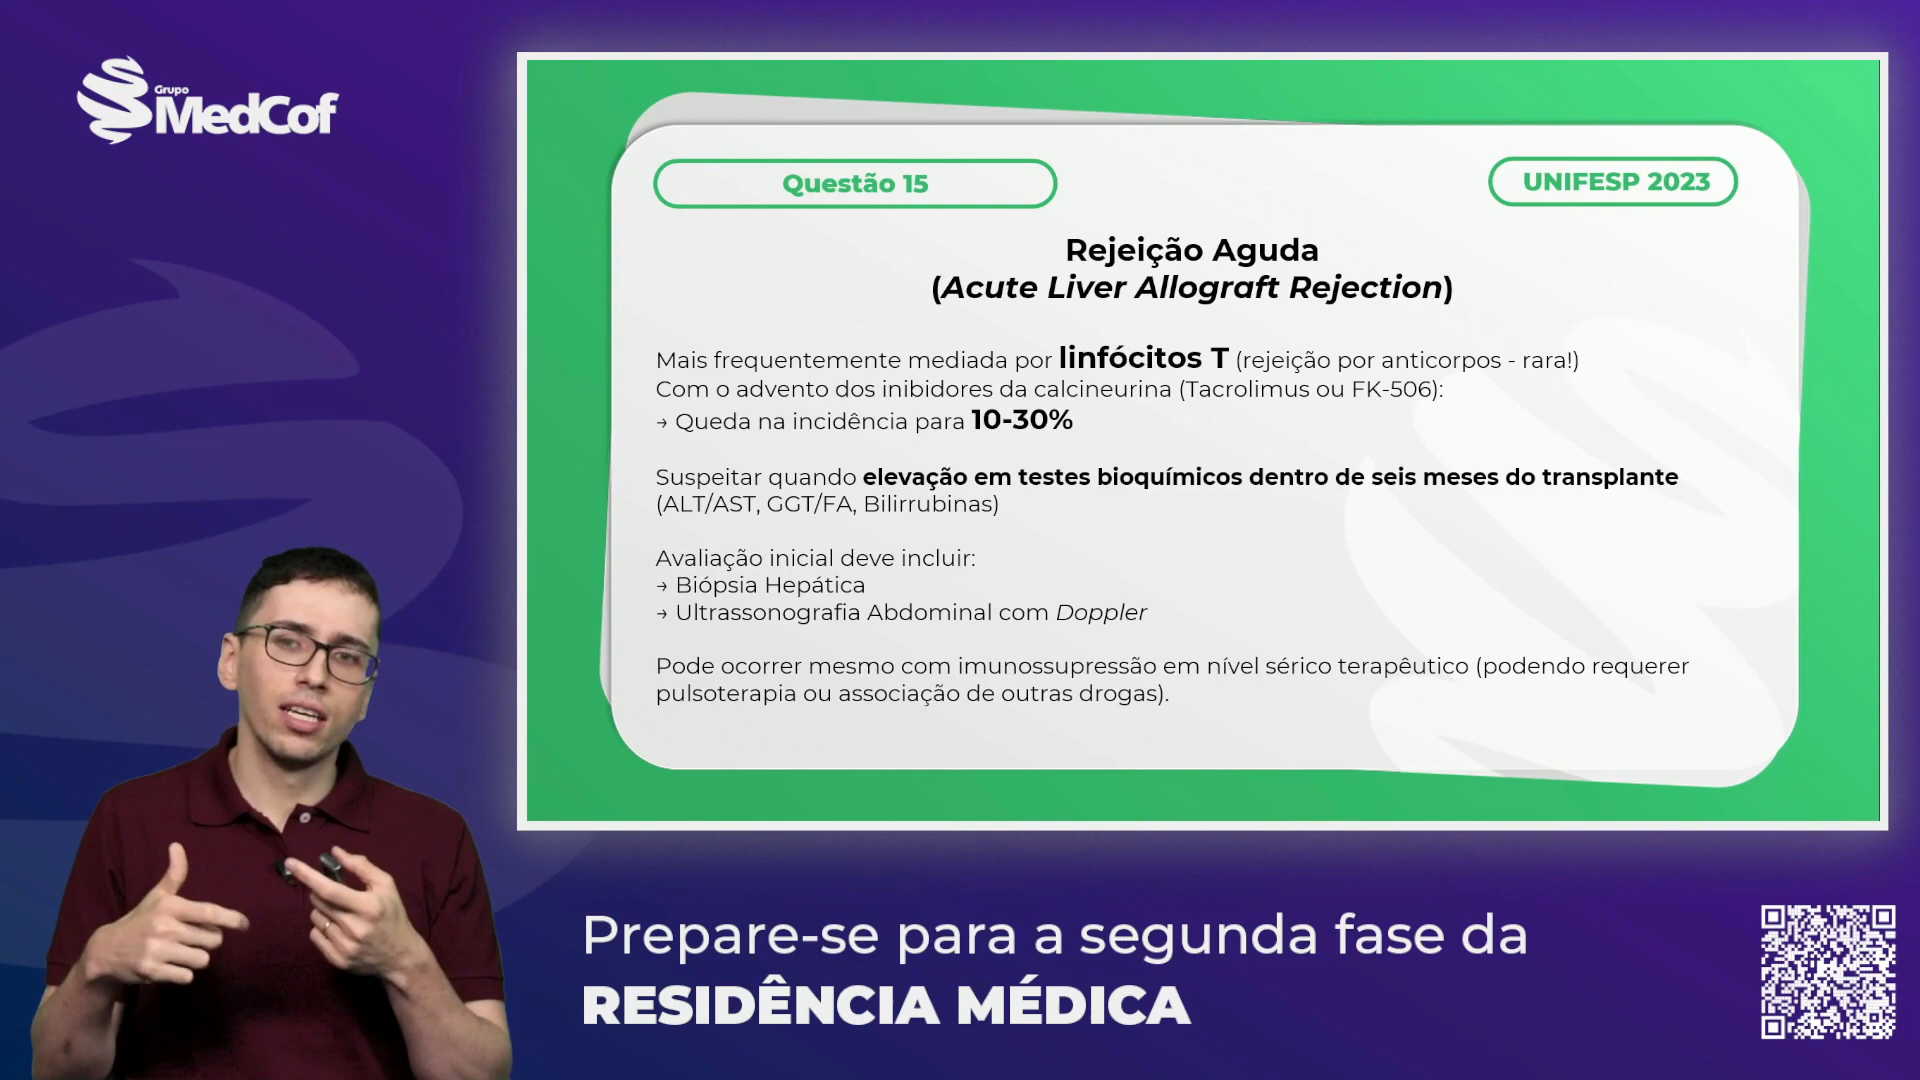 Grupo
MedCof
Questão 15
UNIFESP 2023
Rejeição Aguda
(Acute Liver Allograft Rejection)
Mais frequentemente mediada por linfócitos T (rejeição por anticorpos - rara!)
Com o advento dos inibidores da calcineurina (Tacrolimus ou FK-506):
→ Queda na incidência para 10-30%
Suspeitar quando elevação em testes bioquímicos dentro de seis meses do transplante
(ALT/AST, GGT/FA, Bilirrubinas)
Avaliação inicial deve incluir:
→ Biópsia Hepática
→ Ultrassonografia Abdominal com Doppler
Pode ocorrer mesmo com imunossupressão em nível sérico terapêutico (podendo requerer
pulsoterapia ou associação de outras drogas).
Prepare-se para a segunda fase da
RESIDÊNCIA MÉDICA